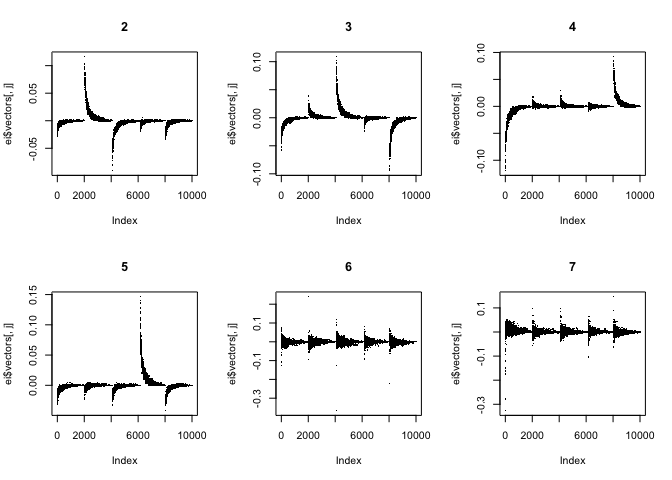 2 3 4
ei$vectors[, j] ei$vectors[, j] ei$vectors[, j]
0.05 0.10 0.10
-0.05 0.00 0.00
-0.10 -0.10
0 2000 6000 10000 0 2000 6000 10000 0 2000 6000 10000
Index Index Index
5 6 7
ei$vectors[, j] ei$vectors[, j] ei$vectors[, j]
0.15 0.1 0.1
0.10 -0.1 -0.1
0.05 -0.3 -0.3
0.00
0 2000 6000 10000 0 2000 6000 10000 0 2000 6000 10000
Index Index Index